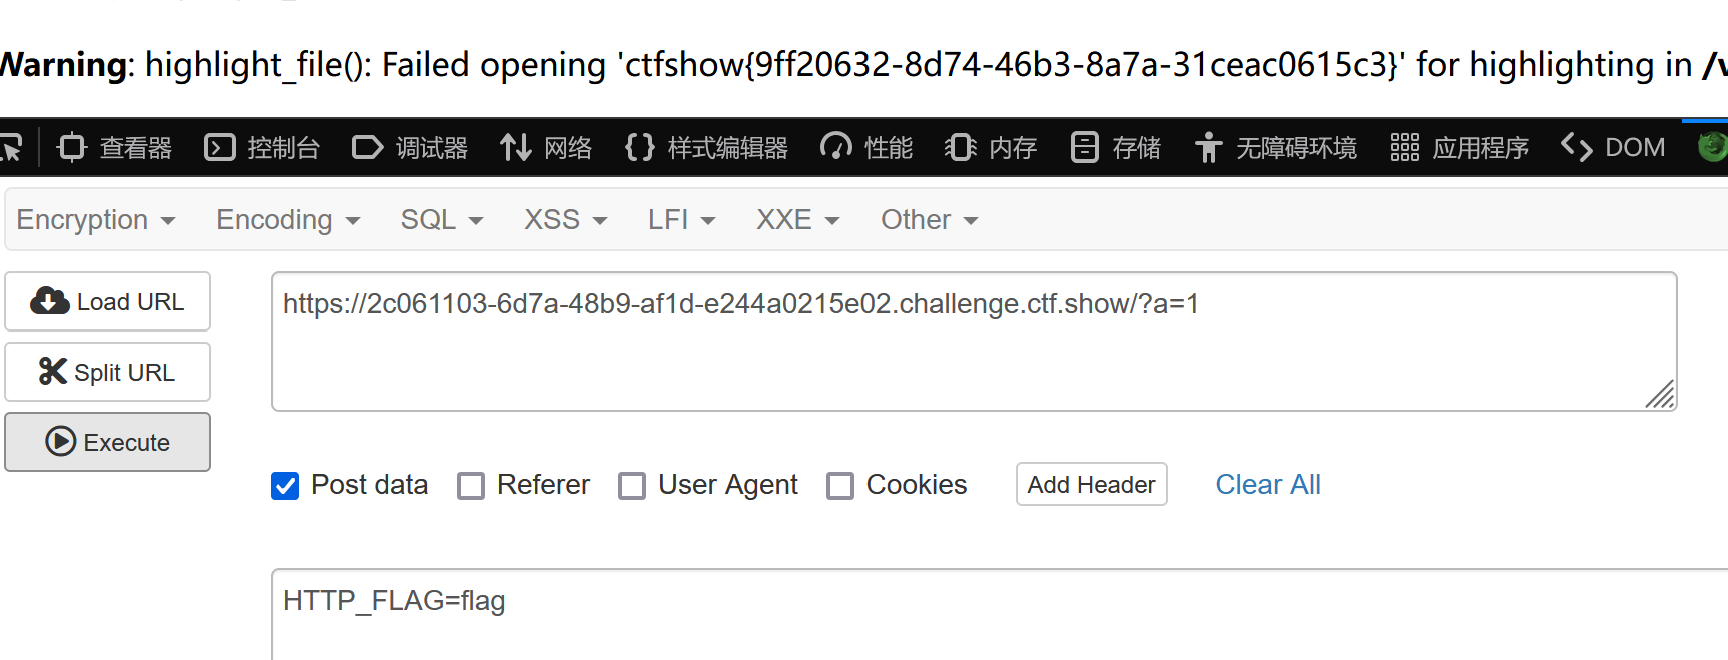 Warning: highlight_file(): Failed opening 'ctfshow{9ff20632-8d74-46b3-8a7a-31ceac0615c3}' for highlighting in
查看器 控制台 调试器 网络 样式编辑器 性能 内存 存储 无障碍环境 应用程序 DOM
Encryption Encoding SQL XSS LFI XXE Other
Load URL
https://2c061103-6d7a-48b9-af1d-e244a0215e02.challenge.ctf.show/?a=1
Split URL
Execute
Post data Referer User Agent Cookies Add Header Clear All
HTTP_FLAG=flag